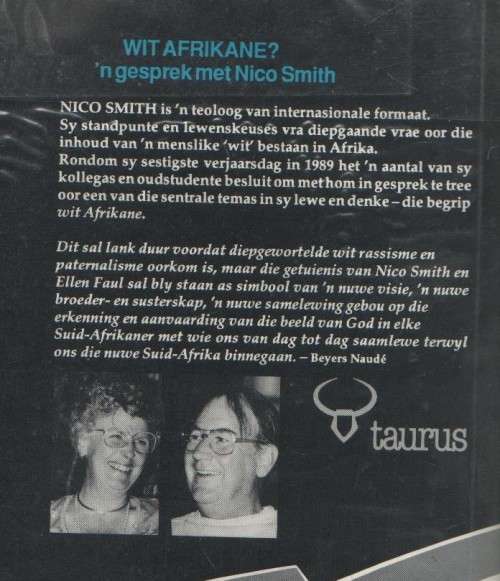 WIT AFRIKANE?
'n gesprek met Nico Smith
NICO SMITH is 'n teoloog van internasionale formaat.
Sy standpunte en lewenskeuses vra diepgaande vrae oor die
inhoud van 'n menslike 'wit' bestaan in Afrika.
Rondom sy sestigste verjaarsdag in 1989 het 'n aantal van sy
kollegas en oudstudente besluit om met hom in gesprek te tree
oor een van die sentrale temas in sy lewe en denke – die begrip
wit Afrikane.
Dit sal lank duur voordat diepgewortelde wit rassisme en
paternalisme oorkom is, maar die getuienis van Nico Smith en
Ellen Faul sal bly staan as simbool van 'n nuwe visie, 'n nuwe
broeder- en susterskap, 'n nuwe samelewing gebou op die
erkenning en aanvaarding van die beeld van God in elke
Suid-Afrikaner met wie ons van dag tot dag saamlewe terwyl
ons die nuwe Suid-Afrika binnegaan. – Beyers Naudé
taurus